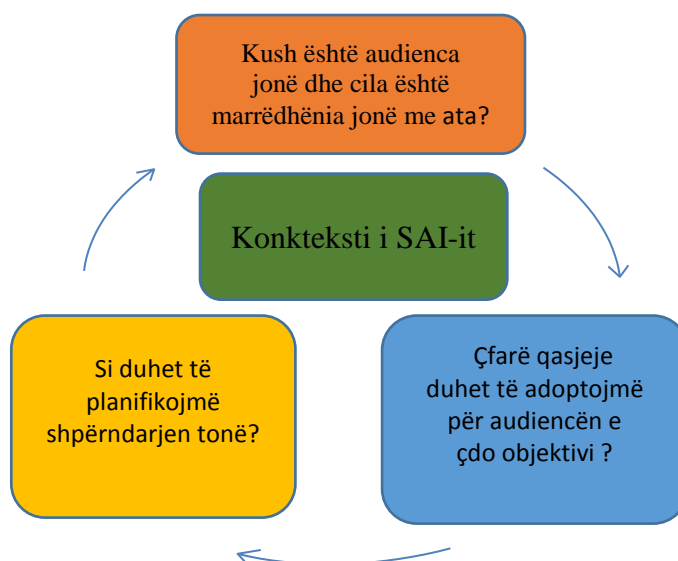 Kush është audienca
jonë dhe cila është
marrëdhënia jonë me ata?
Konkteksti i SAI-it
Si duhet të
planifikojmë
shpërndarjen tonë?
Çfarë qasjeje
duhet të adoptojmë
për audiencën e
çdo objektivi ?